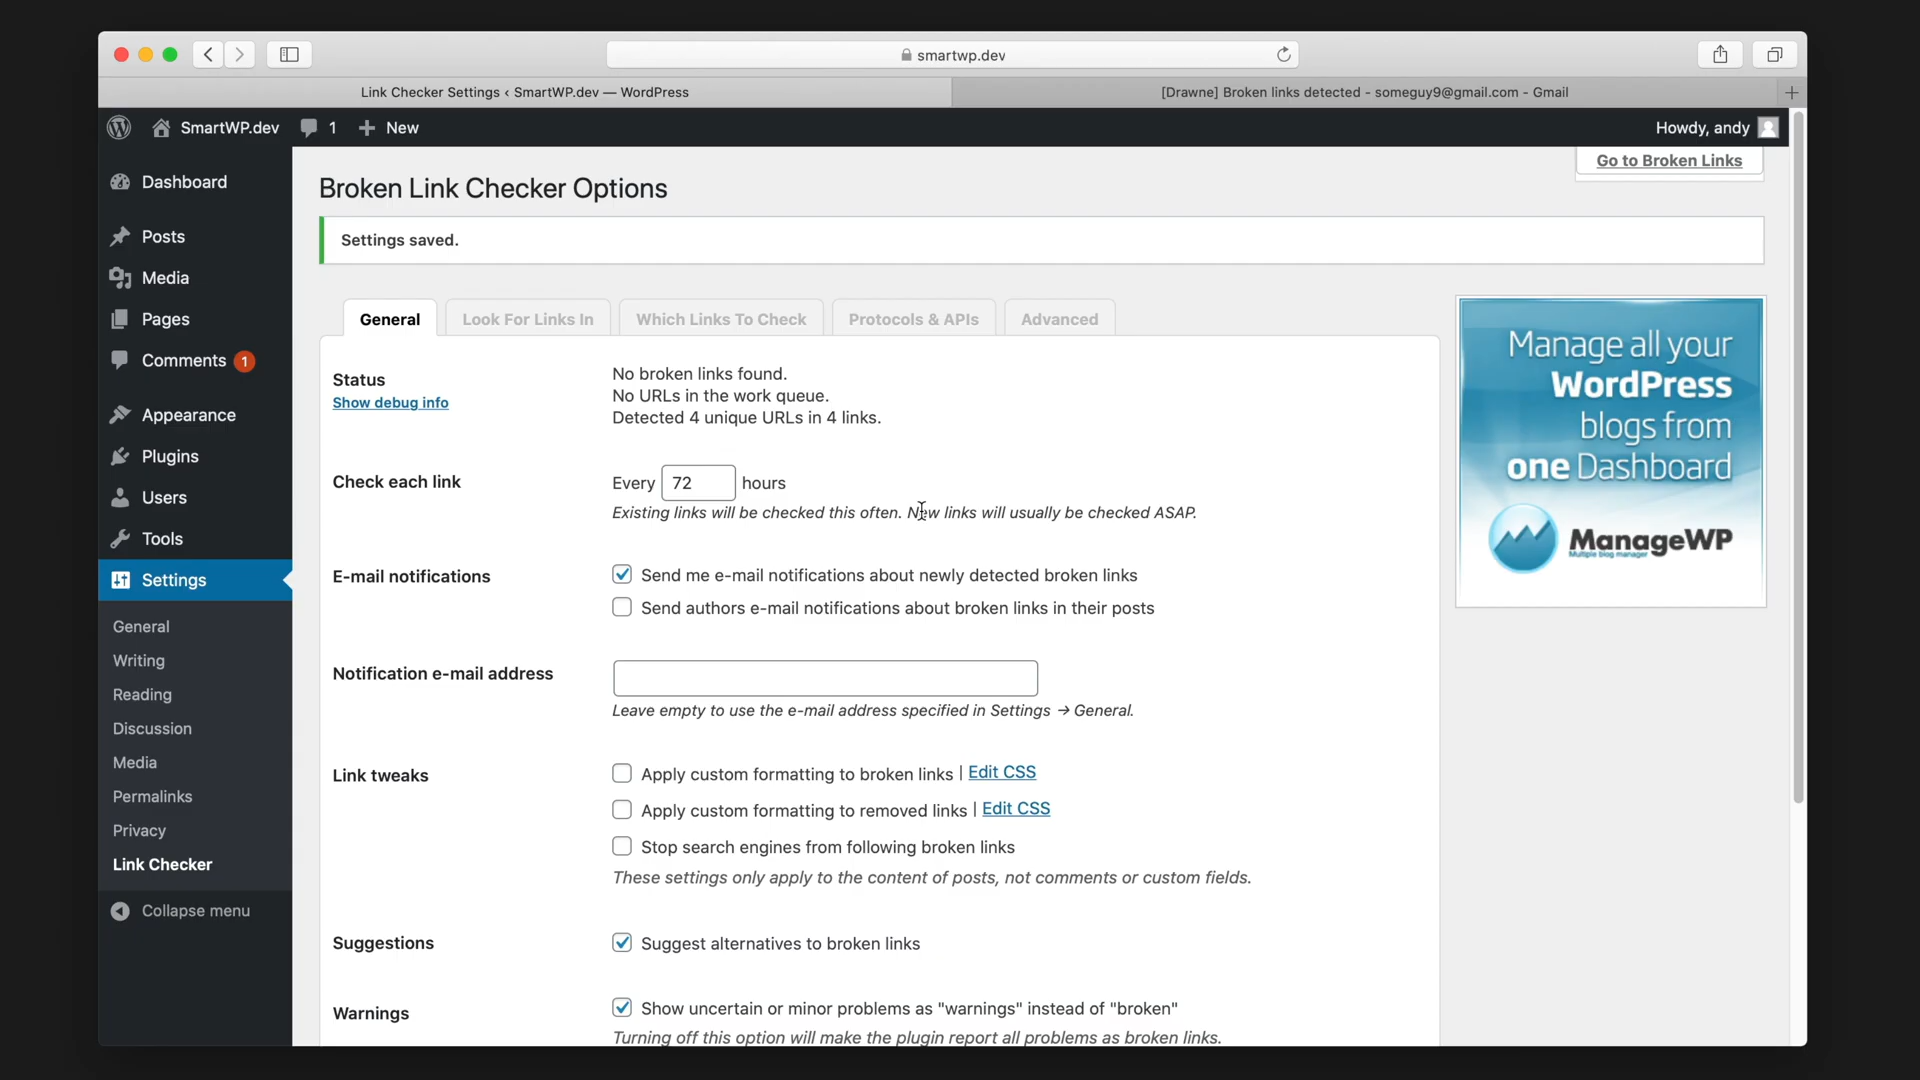 smartwp.dev
Link Checker Settings ‹ SmartWP.dev — WordPress
[Drawne] Broken links detected - someguy9@gmail.com - Gmail
SmartWP.dev
1
New
Howdy, andy
Dashboard
Posts
Media
Pages
Comments 1
Appearance
Plugins
Users
Tools
Settings
General
Writing
Reading
Discussion
Media
Permalinks
Privacy
Link Checker
Collapse menu
Go to Broken Links
Broken Link Checker Options
Settings saved.
General
Look For Links In
Which Links To Check
Protocols & APIs
Advanced
Status
Show debug info
No broken links found.
No URLs in the work queue.
Detected 4 unique URLs in 4 links.
Check each link
Every 72 hours
Existing links will be checked this often. New links will usually be checked ASAP.
E-mail notifications
Send me e-mail notifications about newly detected broken links
Send authors e-mail notifications about broken links in their posts
Notification e-mail address
Leave empty to use the e-mail address specified in Settings → General.
Link tweaks
Apply custom formatting to broken links | Edit CSS
Apply custom formatting to removed links | Edit CSS
Stop search engines from following broken links
These settings only apply to the content of posts, not comments or custom fields.
Suggestions
Suggest alternatives to broken links
Warnings
Show uncertain or minor problems as "warnings" instead of "broken"
Turning off this option will make the plugin report all problems as broken links.
Manage all your
WordPress
blogs from
one Dashboard
ManageWP
Multiple blog manager